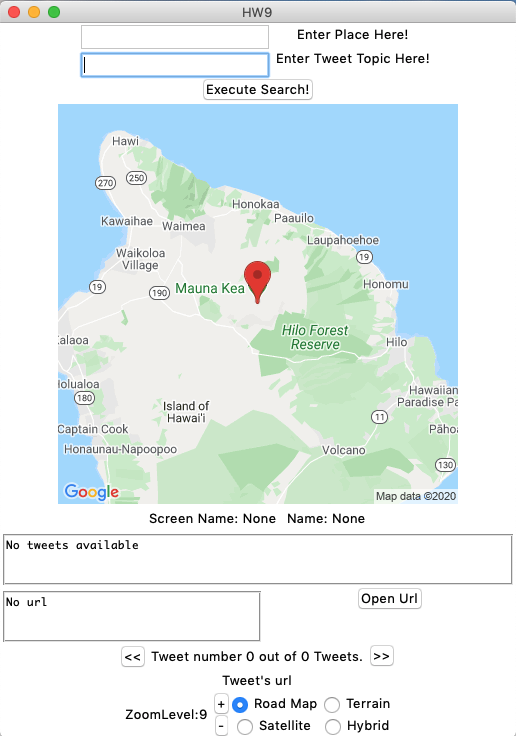 HW9
Enter Place Here!
Enter Tweet Topic Here!
Execute Search!
Hawi
270
250
Honokaa
Kawaihae
Waimea
Paauilo
Laupahoehoe
Waikoloa
Village
19
19
190
Mauna Kea
Honomu
Hilo Forest
Reserve
Kalaoa
Hilo
Holualoa
180
Island of
Hawai'i
Hawaiian
Paradise Pa
11
Captain Cook
Pāhoa
Honaunau-Napoopoo
Volcano
130
Google
Map data ©2020
Screen Name: None Name: None
No tweets available
No url
Open Url
<< Tweet number 0 out of 0 Tweets. >>
Tweet's url
ZoomLevel:9
+
Road Map
Terrain
-
Satellite
Hybrid